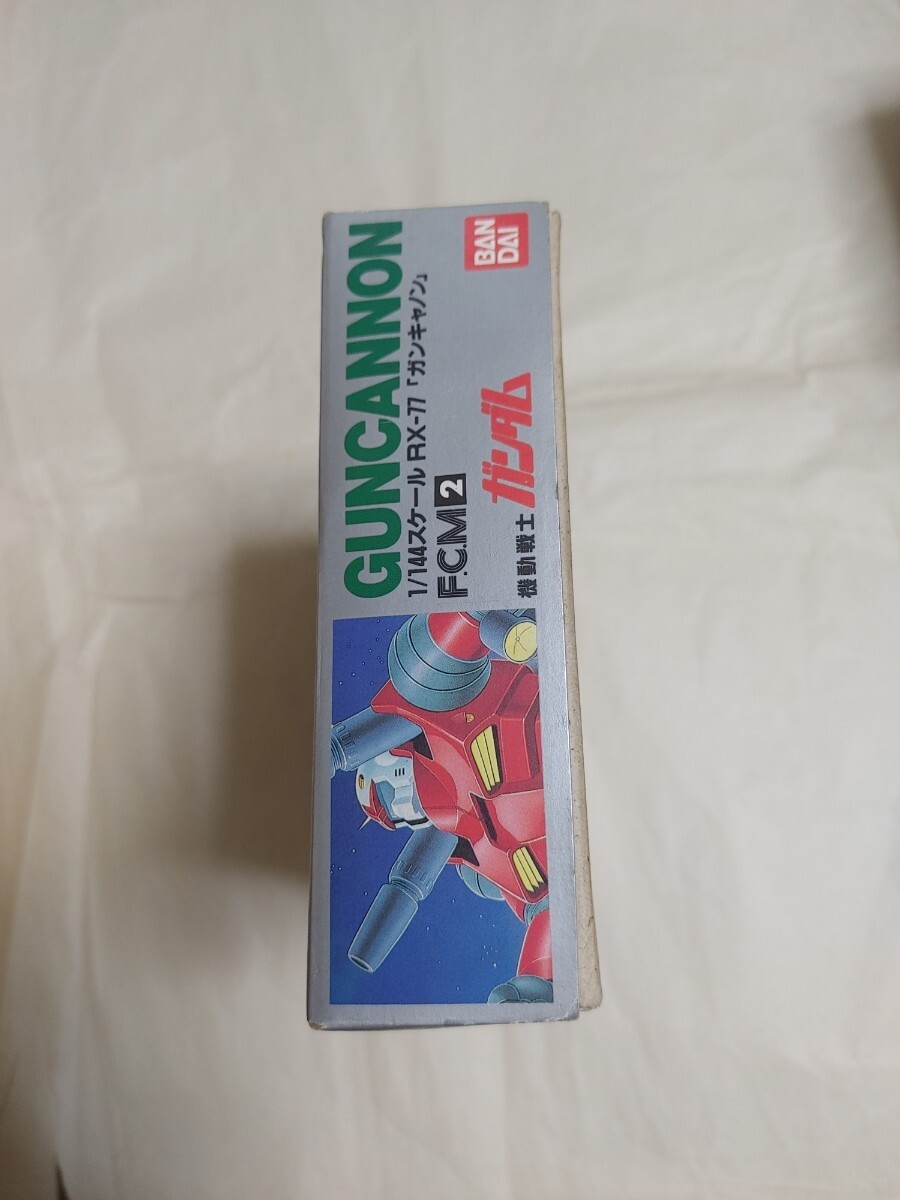 GUNCANNON
1/144スケール RX-77「ガンキャノン」
F.C.M 2
機動戦士 ガンダム
BAN
DAI